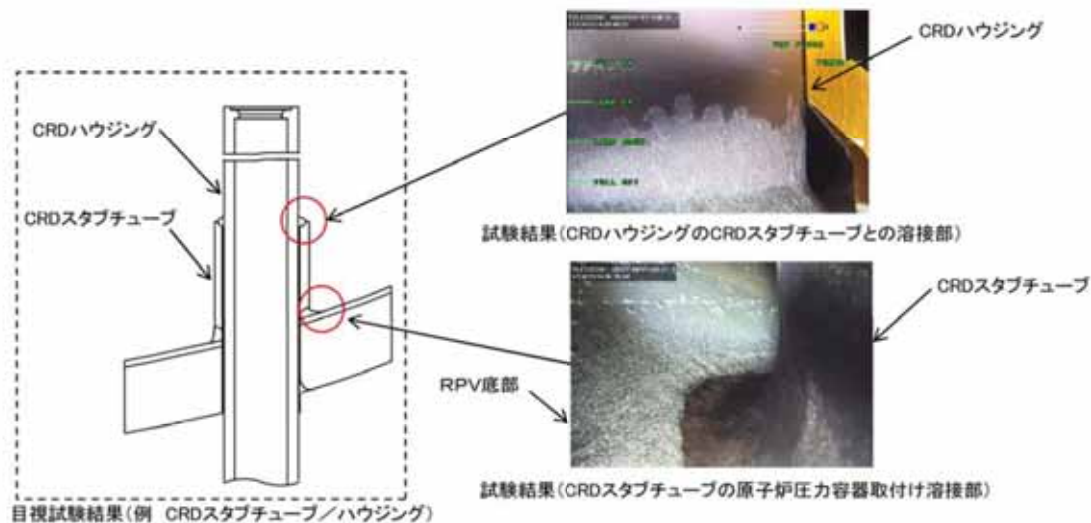 CRDハウジング
CRDスタブチューブ
目視試験結果(例 CRDスタブチューブ/ハウジング)
CRDハウジング
試験結果(CRDハウジングのCRDスタブチューブとの溶接部)
CRDスタブチューブ
RPV底部
試験結果(CRDスタブチューブの原子炉圧力容器取付け溶接部)